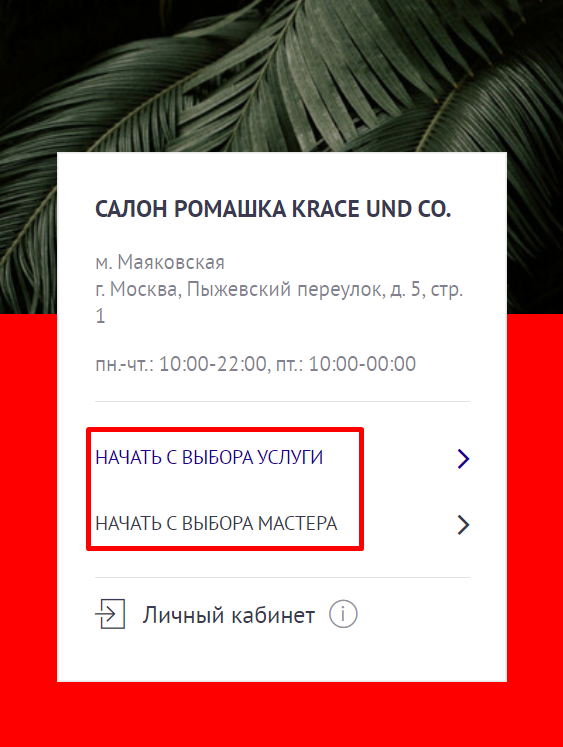 САЛОН РОМАШКА KRACE UND CO.
м. Маяковская
г. Москва, Пыжевский переулок, д. 5, стр.
1
пн.-чт.: 10:00-22:00, пт.: 10:00-00:00
НАЧАТЬ С ВЫБОРА УСЛУГИ
НАЧАТЬ С ВЫБОРА МАСТЕРА
Личный кабинет i